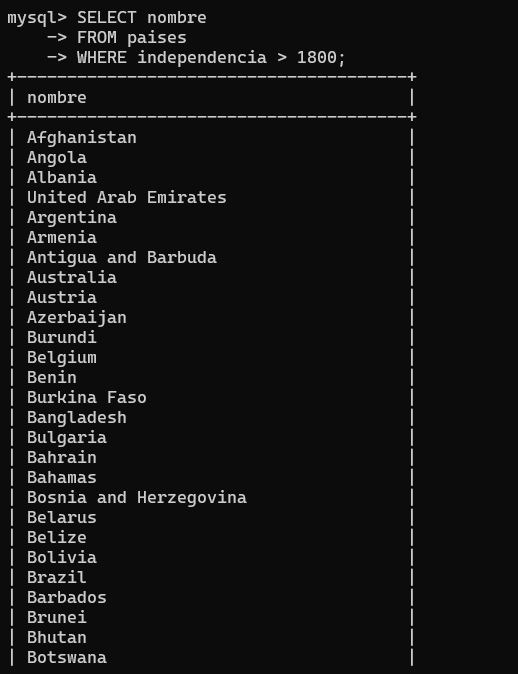 mysql> SELECT nombre
    -> FROM paises
    -> WHERE independencia > 1800;
+---------------------------------------+
| nombre                                |
+---------------------------------------+
| Afghanistan                           |
| Angola                                |
| Albania                               |
| United Arab Emirates                  |
| Argentina                             |
| Armenia                               |
| Antigua and Barbuda                   |
| Australia                             |
| Austria                               |
| Azerbaijan                            |
| Burundi                               |
| Belgium                               |
| Benin                                 |
| Burkina Faso                          |
| Bangladesh                            |
| Bulgaria                              |
| Bahrain                               |
| Bahamas                               |
| Bosnia and Herzegovina                |
| Belarus                               |
| Belize                                |
| Bolivia                               |
| Brazil                                |
| Barbados                              |
| Brunei                                |
| Bhutan                                |
| Botswana                              |